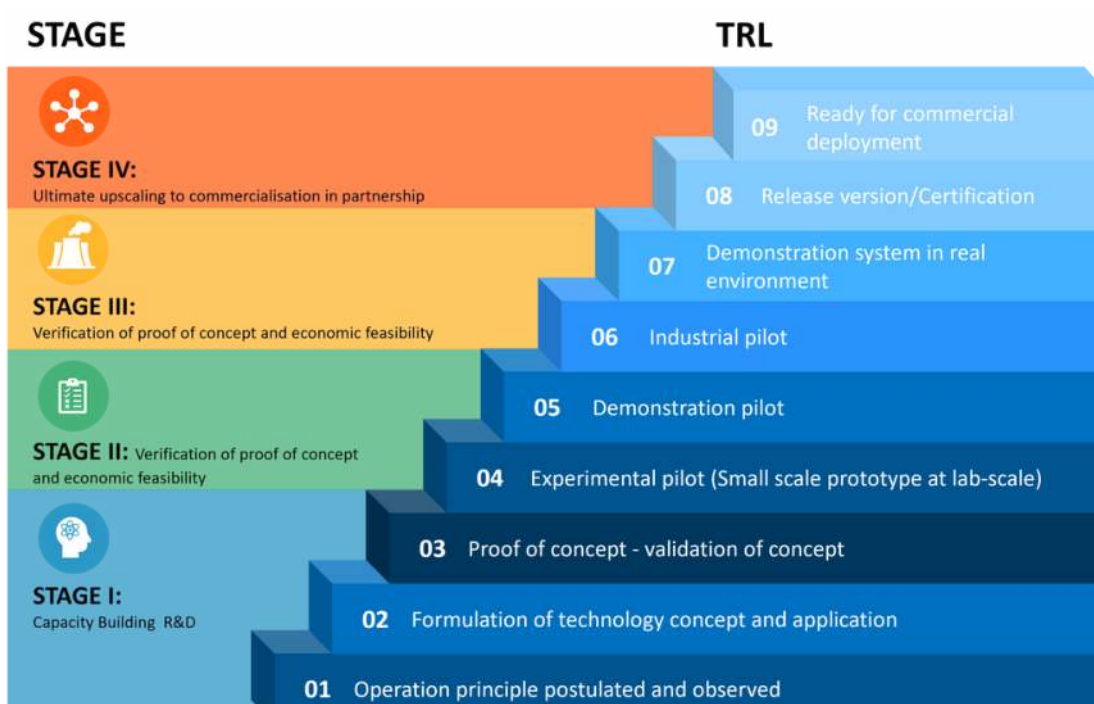 STAGE
TRL
STAGE IV:
Ultimate upscaling to commercialisation in partnership
09 Ready for commercial
deployment
08 Release version/Certification
STAGE III:
Verification of proof of concept and economic feasibility
07 Demonstration system in real
environment
06 Industrial pilot
STAGE II: Verification of proof of concept
and economic feasibility
05 Demonstration pilot
04 Experimental pilot (Small scale prototype at lab-scale)
STAGE I:
Capacity Building R&D
03 Proof of concept - validation of concept
02 Formulation of technology concept and application
01 Operation principle postulated and observed